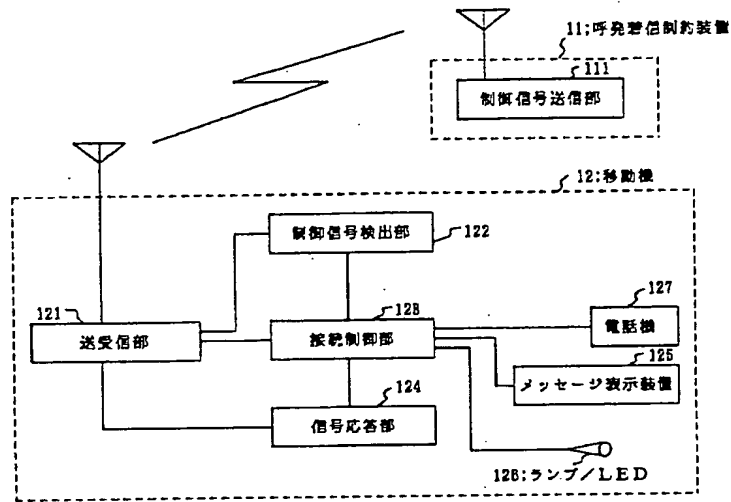 11;呼発着信制約装置
111
制御信号送信部
12;移動機
制御信号検出部
122
121
送受信部
123
接続制御部
127
電話機
125
メッセージ表示装置
124
信号応答部
126;ランプ/LED